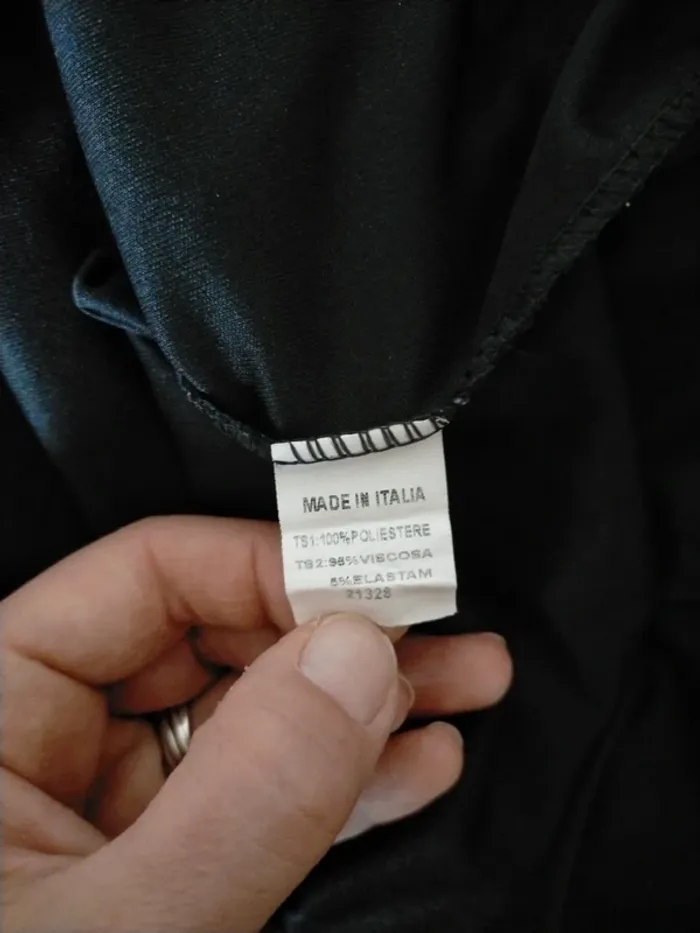 MADE IN ITALIA
TS1:100%POLIESTERE
TS2:95%VISCOSA
5%ELASTAM
21328